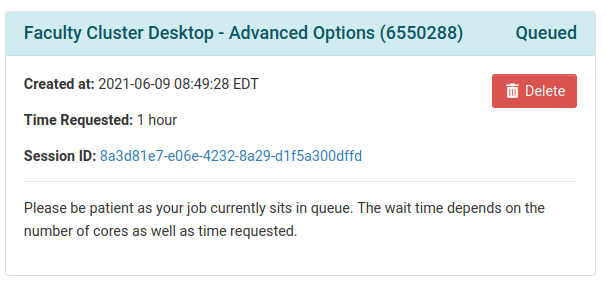 Faculty Cluster Desktop - Advanced Options (6550288) Queued
Created at: 2021-06-09 08:49:28 EDT
Delete
Time Requested: 1 hour
Session ID: 8a3d81e7-e06e-4232-8a29-d1f5a300dffd
Please be patient as your job currently sits in queue. The wait time depends on the
number of cores as well as time requested.